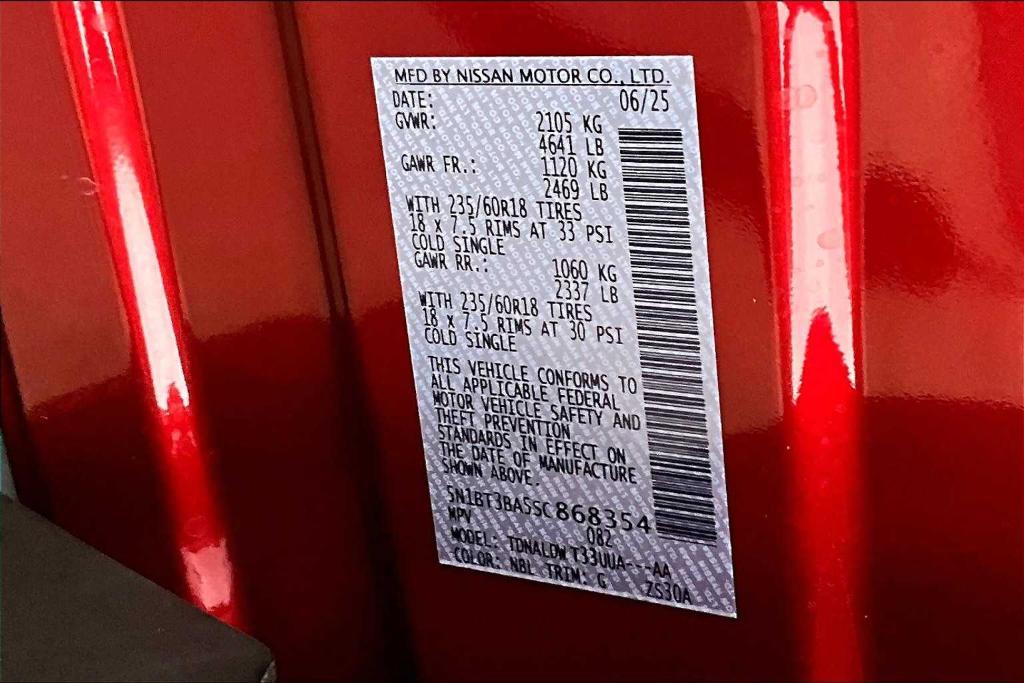 MFD BY NISSAN MOTOR CO., LTD.
DATE: 06/25
GVWR: 2105 KG
4641 LB
GAWR FR.: 1120 KG
2469 LB
WITH 235/60R18 TIRES
18 X 7.5 RIMS AT 33 PSI
COLD SINGLE
GAWR RR.: 1060 KG
2337 LB
WITH 235/60R18 TIRES
18 X 7.5 RIMS AT 30 PSI
COLD SINGLE
THIS VEHICLE CONFORMS TO
ALL APPLICABLE FEDERAL
MOTOR VEHICLE SAFETY AND
THEFT PREVENTION
STANDARDS IN EFFECT ON
THE DATE OF MANUFACTURE
SHOWN ABOVE.
5N1BT3BA5SC868354
MPV 082
MODEL: TDNALDW T33UUA---AA
COLOR: NBL TRIM: G ZS30A